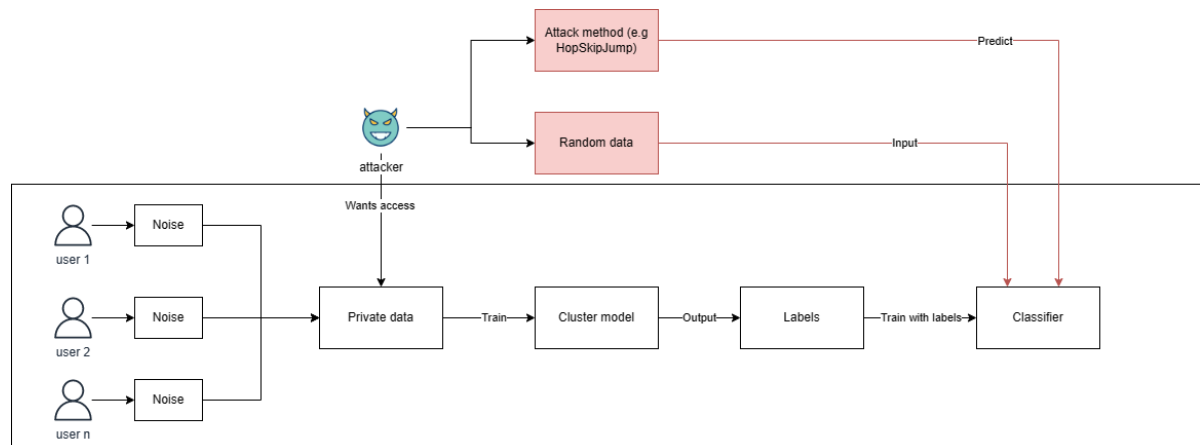 Attack method (e.g
HopSkipJump)
Predict
attacker
Random data
Input
Wants access
user 1
Noise
user 2
Noise
Private data
Train
Cluster model
Output
Labels
Train with labels
Classifier
user n
Noise